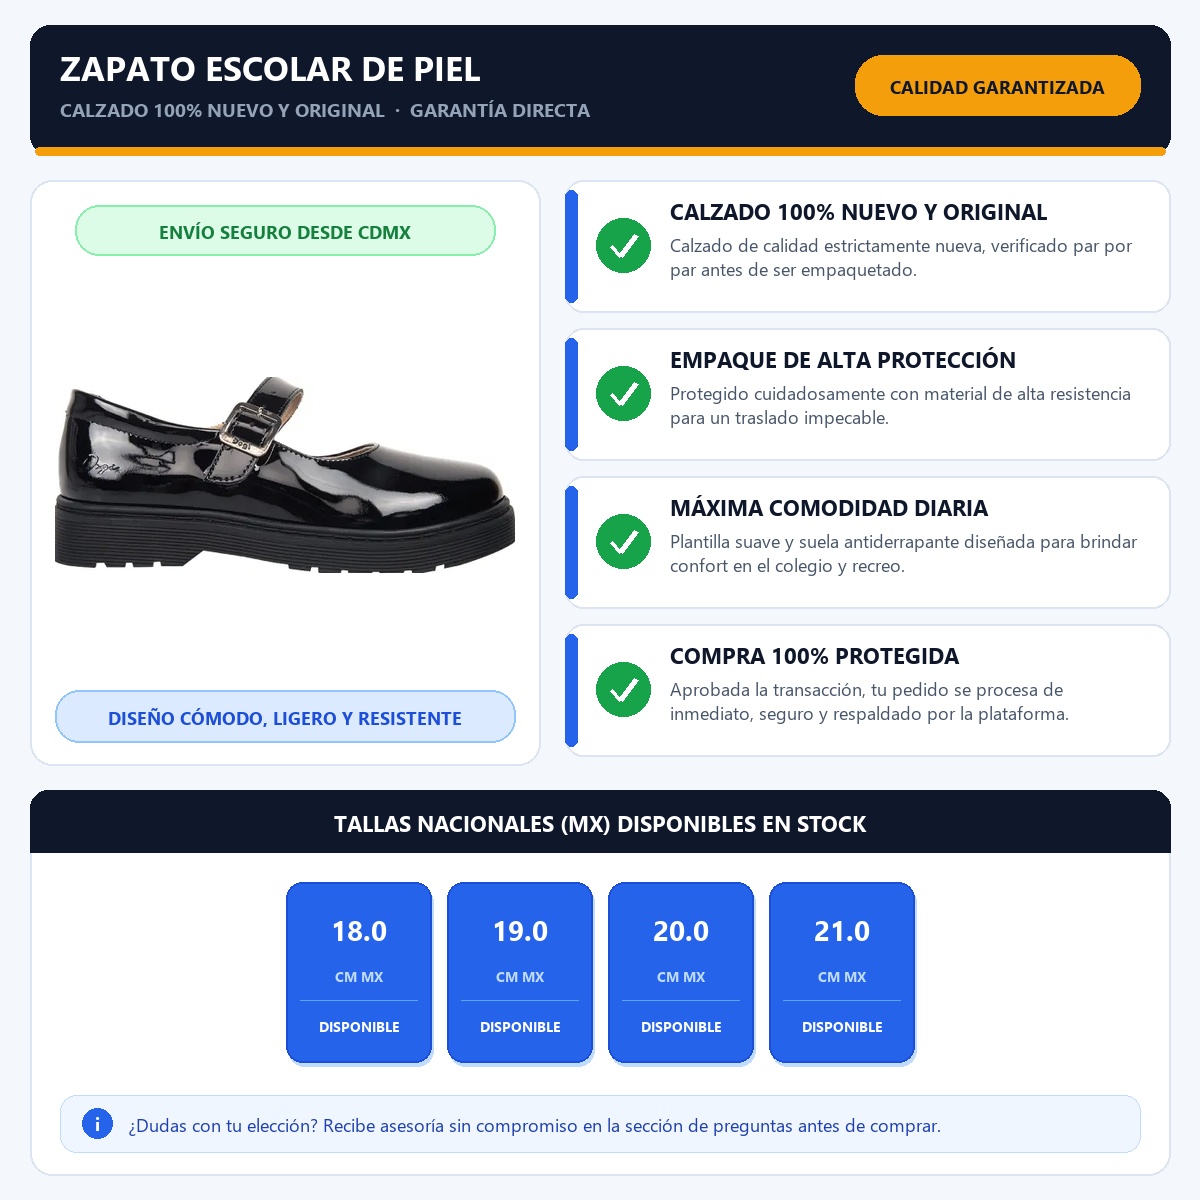 ZAPATO ESCOLAR DE PIEL
CALZADO 100% NUEVO Y ORIGINAL · GARANTÍA DIRECTA
CALIDAD GARANTIZADA
ENVÍO SEGURO DESDE CDMX
Dogi
DISEÑO CÓMODO, LIGERO Y RESISTENTE
CALZADO 100% NUEVO Y ORIGINAL
Calzado de calidad estrictamente nueva, verificado par por
par antes de ser empaquetado.
EMPAQUE DE ALTA PROTECCIÓN
Protegido cuidadosamente con material de alta resistencia
para un traslado impecable.
MÁXIMA COMODIDAD DIARIA
Plantilla suave y suela antiderrapante diseñada para brindar
confort en el colegio y recreo.
COMPRA 100% PROTEGIDA
Aprobada la transacción, tu pedido se procesa de
inmediato, seguro y respaldado por la plataforma.
TALLAS NACIONALES (MX) DISPONIBLES EN STOCK
18.0
CM MX
DISPONIBLE
19.0
CM MX
DISPONIBLE
20.0
CM MX
DISPONIBLE
21.0
CM MX
DISPONIBLE
¿Dudas con tu elección? Recibe asesoría sin compromiso en la sección de preguntas antes de comprar.